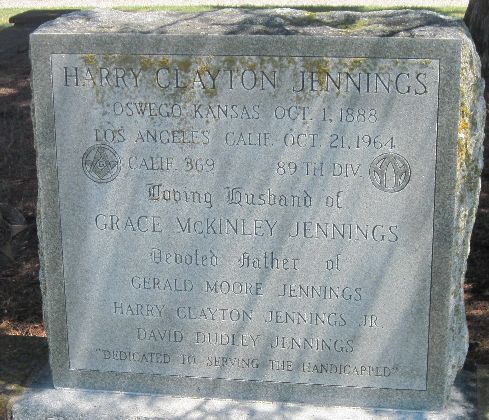 HARRY CLAYTON JENNINGS
OSWEGO KANSAS OCT. 1, 1888
LOS ANGELES CALIF. OCT. 21, 1964
CALIF. 369 89TH DIV.
Loving Husband of
GRACE McKINLEY JENNINGS
Devoted Father of
GERALD MOORE JENNINGS
HARRY CLAYTON JENNINGS JR.
DAVID DUDLEY JENNINGS
"DEDICATED TO SERVING THE HANDICAPPED"